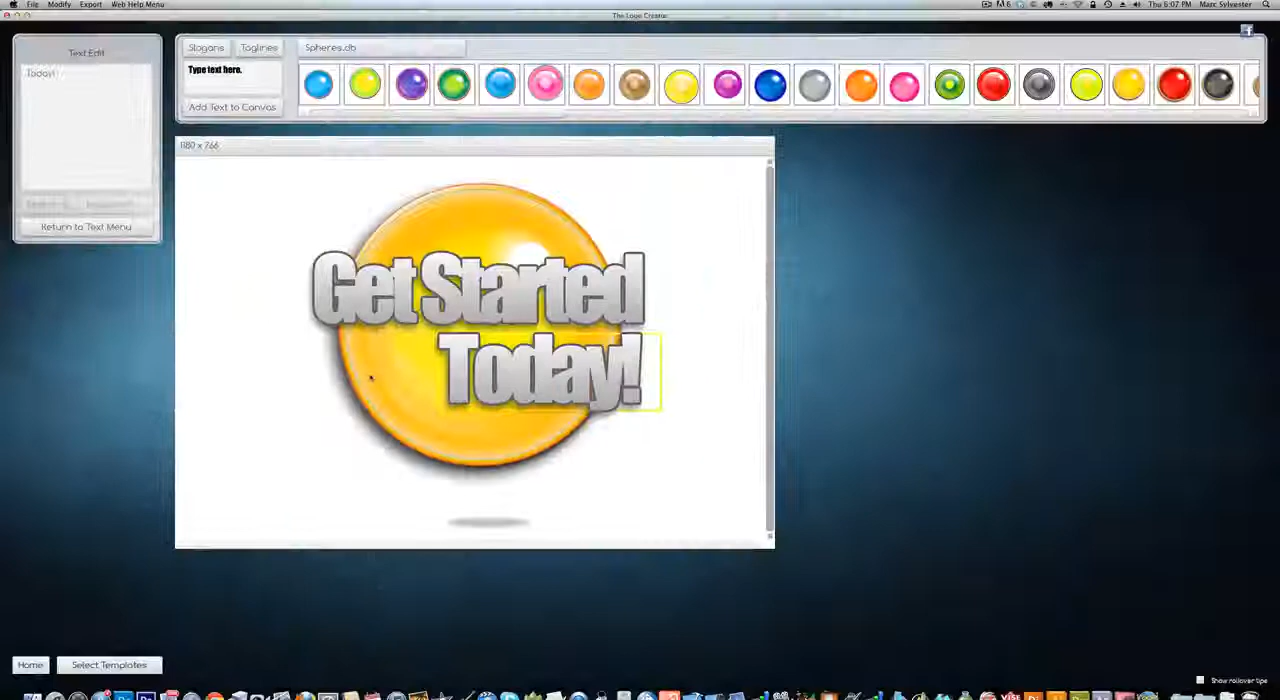 File Modify Export Web Help Menu
Thu 5:07 PM Marc Sylvester
The Logo Creator
Text Edit
Today!
Return to Text Menu
Slogans Taglines
Type text here.
Add Text to Canvas
Spheres.db
1180 x 766
Get Started
Today!
Home Select Templates
Show rollover tips